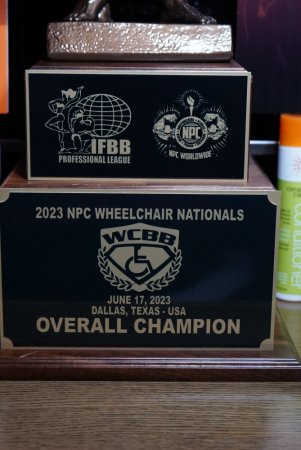 IFBB
PROFESSIONAL LEAGUE
NPC
NPC WORLDWIDE
2023 NPC WHEELCHAIR NATIONALS
WCBB
JUNE 17, 2023
DALLAS, TEXAS - USA
OVERALL CHAMPION